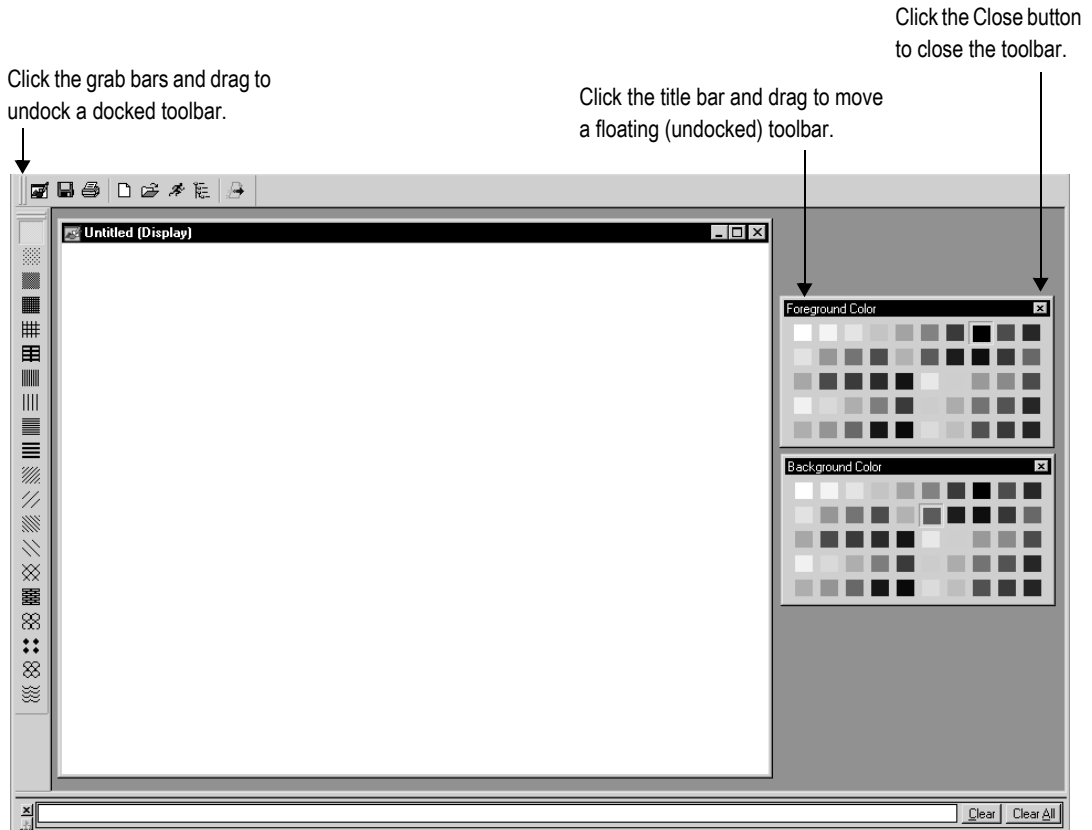 Click the Close button
to close the toolbar.
Click the grab bars and drag to
undock a docked toolbar.
Click the title bar and drag to move
a floating (undocked) toolbar.
Untitled (Display)
Foreground Color
Background Color
Clear
Clear All